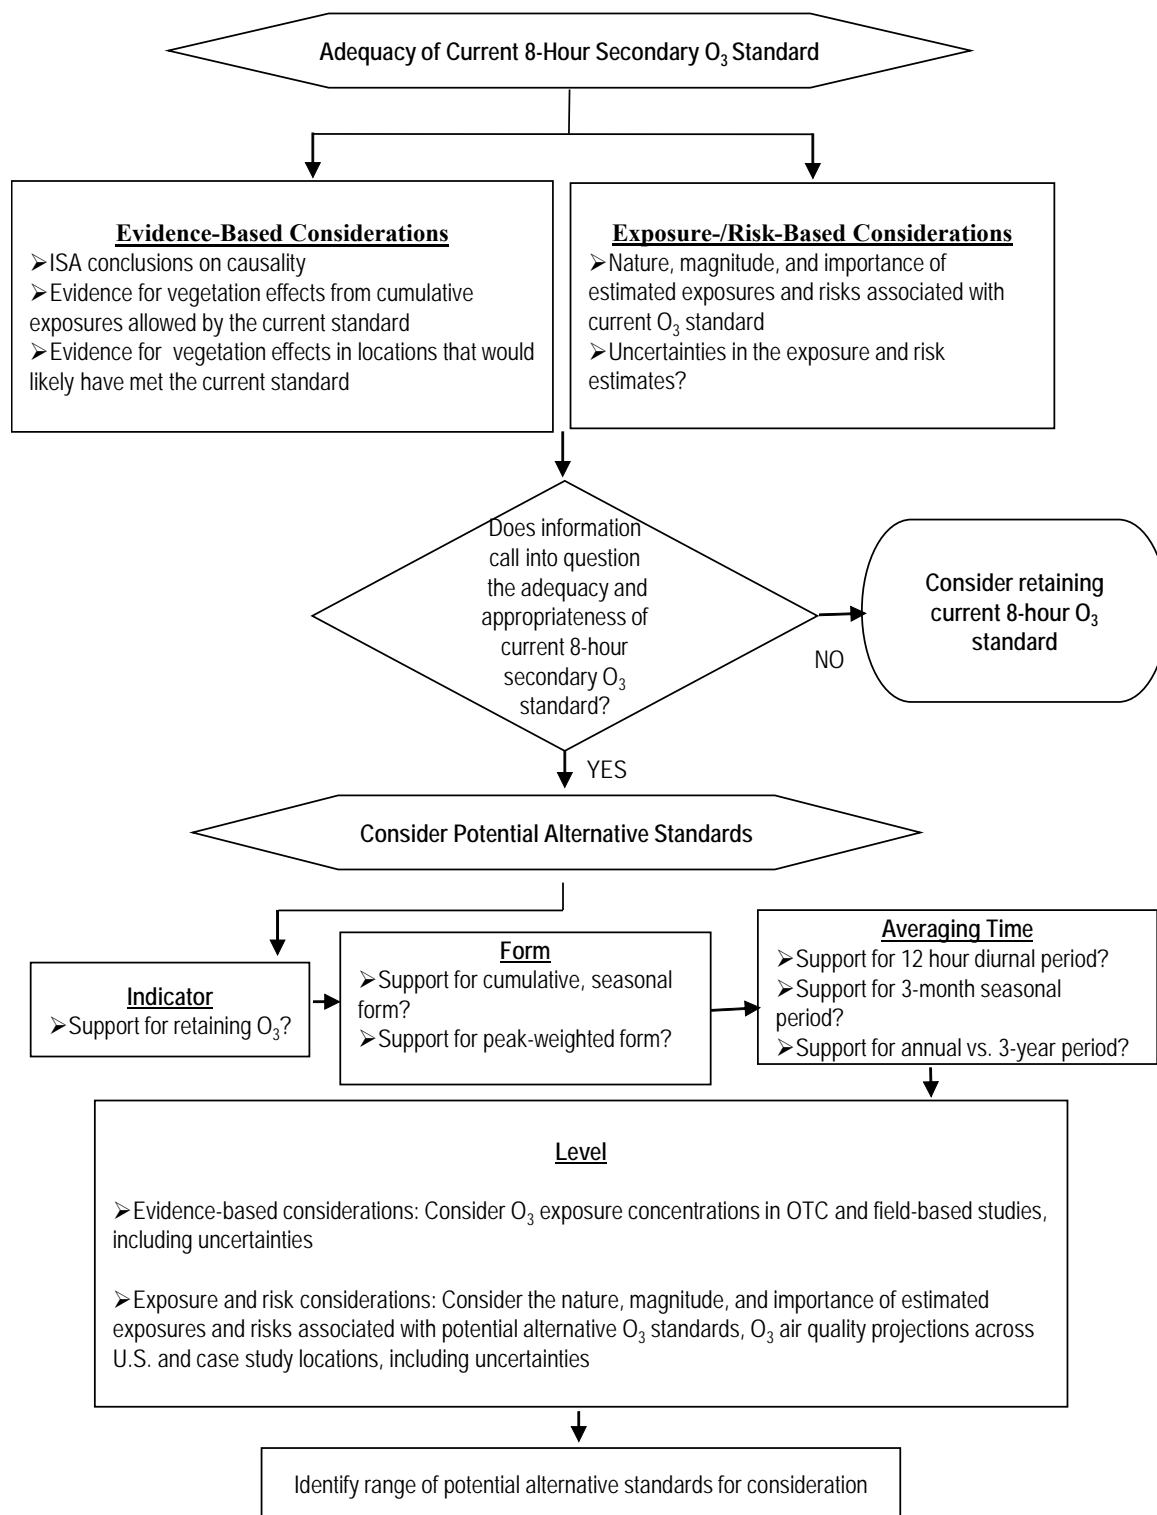 Adequacy of Current 8-Hour Secondary O₃ Standard
Evidence-Based Considerations
➢ISA conclusions on causality
➢Evidence for vegetation effects from cumulative
exposures allowed by the current standard
➢Evidence for vegetation effects in locations that would
likely have met the current standard
Exposure-/Risk-Based Considerations
➢Nature, magnitude, and importance of
estimated exposures and risks associated with
current O₃ standard
➢Uncertainties in the exposure and risk
estimates?
Does information
call into question
the adequacy and
appropriateness of
current 8-hour
secondary O₃
standard?
NO
Consider retaining
current 8-hour O₃
standard
YES
Consider Potential Alternative Standards
Indicator
➢Support for retaining O₃?
Form
➢Support for cumulative, seasonal
form?
➢Support for peak-weighted form?
Averaging Time
➢Support for 12 hour diurnal period?
➢Support for 3-month seasonal
period?
➢Support for annual vs. 3-year period?
Level
➢Evidence-based considerations: Consider O₃ exposure concentrations in OTC and field-based studies,
including uncertainties
➢Exposure and risk considerations: Consider the nature, magnitude, and importance of estimated
exposures and risks associated with potential alternative O₃ standards, O₃ air quality projections across
U.S. and case study locations, including uncertainties
Identify range of potential alternative standards for consideration